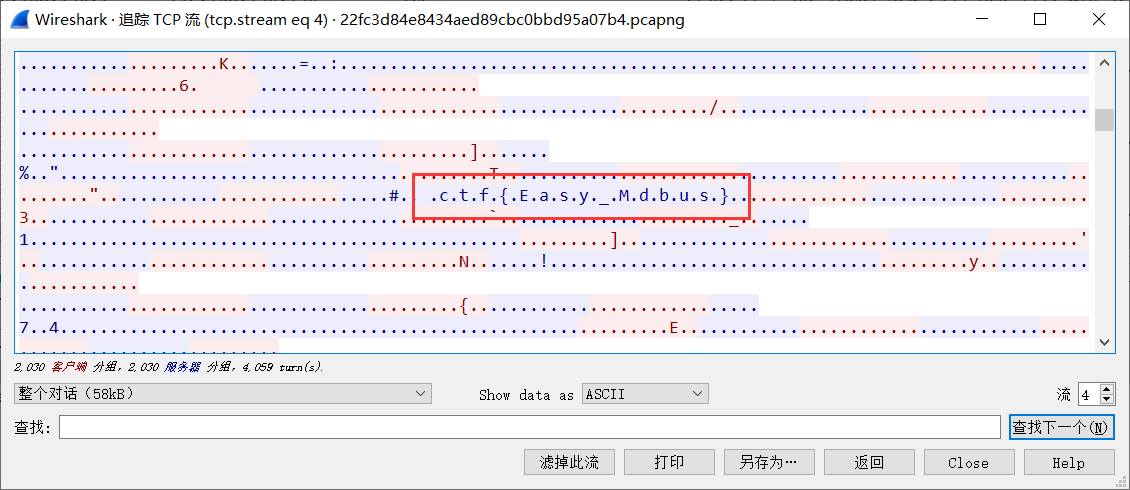 Wireshark · 追踪 TCP 流 (tcp.stream eq 4) · 22fc3d84e8434aed89cbc0bbd95a07b4.pcapng
K.......=..:
6.
/
]
%.."
T
".
#. .c.t.f.{.E.a.s.y._.M.d.b.u.s.}.
3
`
_
1
]
'
N.......!
y
{
7..4
E
2,030 客户端 分组, 2,030 服务器 分组, 4,059 turn(s).
整个对话（58kB） Show data as ASCII 流 4
查找: 查找下一个(N)
滤掉此流 打印 另存为… 返回 Close Help